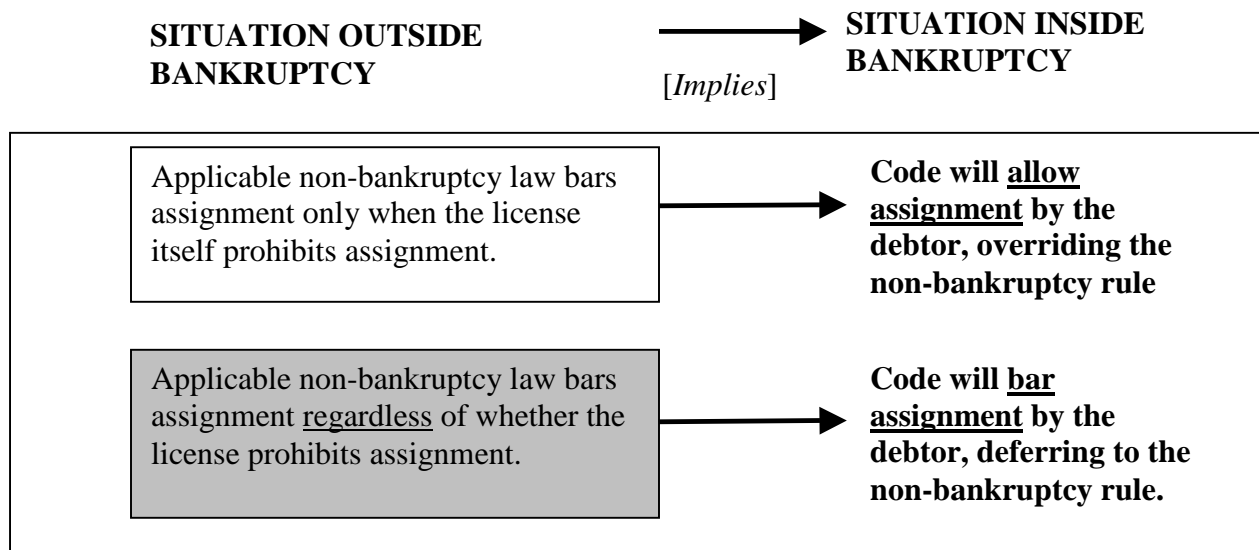 SITUATION OUTSIDE
BANKRUPTCY
[Implies]
SITUATION INSIDE
BANKRUPTCY
Applicable non-bankruptcy law bars
assignment only when the license
itself prohibits assignment.
Code will allow
assignment by the
debtor, overriding the
non-bankruptcy rule
Applicable non-bankruptcy law bars
assignment regardless of whether the
license prohibits assignment.
Code will bar
assignment by the
debtor, deferring to the
non-bankruptcy rule.